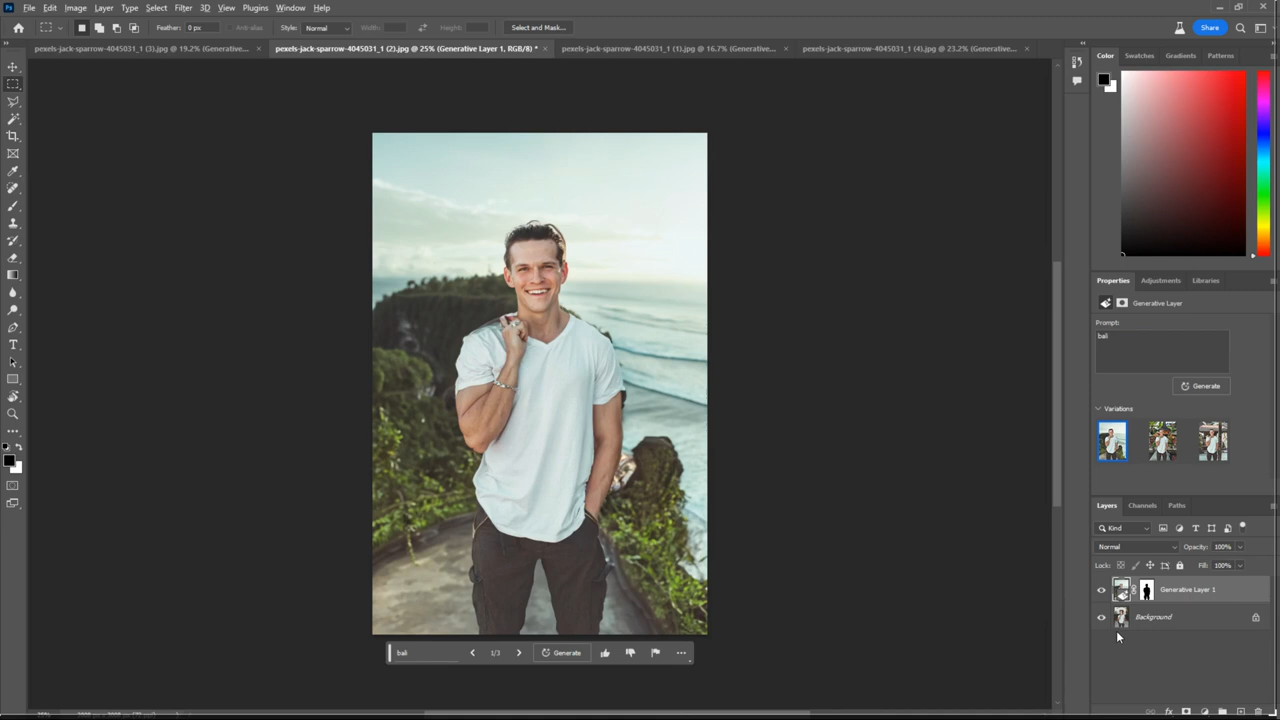 Ps File Edit Image Layer Type Select Filter 3D View Plugins Window Help
Feather: 0 px Anti-alias Style: Normal Width: Height: Select and Mask... Share
pexels-jack-sparrow-4045031_1 (3).jpg @ 19.2% (Generative... ×
pexels-jack-sparrow-4045031_1 (2).jpg @ 25% (Generative Layer 1, RGB/8) * ×
pexels-jack-sparrow-4045031_1 (1).jpg @ 16.7% (Generative... ×
pexels-jack-sparrow-4045031_1 (4).jpg @ 23.2% (Generative... ×
Color Swatches Gradients Patterns
Properties Adjustments Libraries
Generative Layer
Prompt:
bali
Generate
Variations
Layers Channels Paths
Kind
Normal Opacity: 100%
Lock: Fill: 100%
Generative Layer 1
Background
bali 1/3 Generate